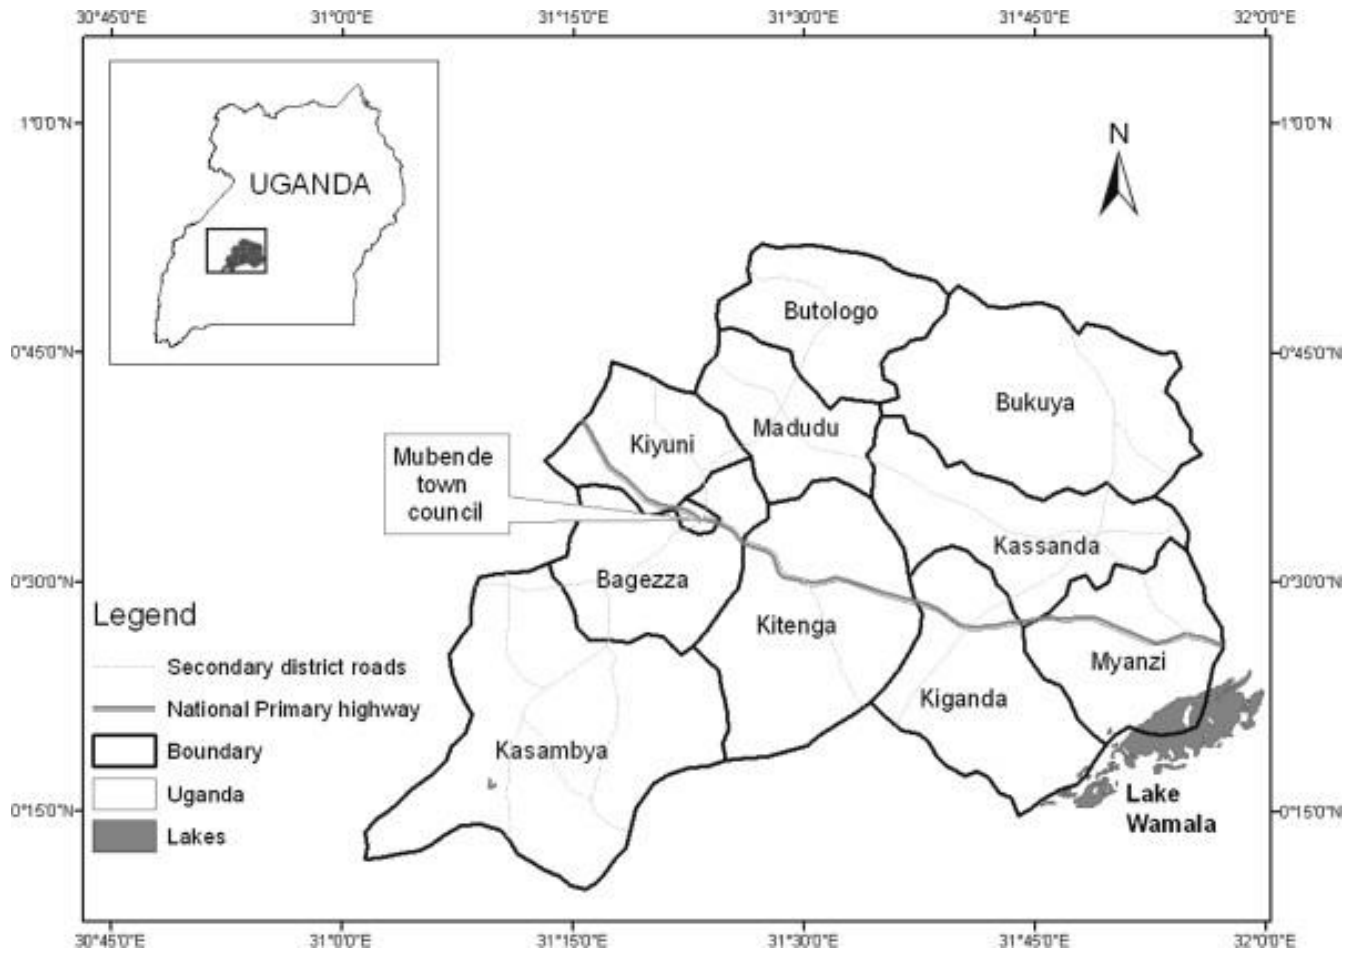 30°45'0"E 31°0'0"E 31°15'0"E 31°30'0"E 31°45'0"E 32°0'0"E
1°0'0"N
1°0'0"N
N
UGANDA
Butologo
0°45'0"N
0°45'0"N
Bukuya
Madudu
Kiyuni
Mubende
town
council
Kassanda
Bagezza
0°30'0"N
0°30'0"N
Kitenga
Myanzi
Kiganda
Kasambya
Legend
Secondary district roads
National Primary highway
Boundary
Uganda
Lakes
Lake
Wamala
0°15'0"N
0°15'0"N
30°45'0"E 31°0'0"E 31°15'0"E 31°30'0"E 31°45'0"E 32°0'0"E